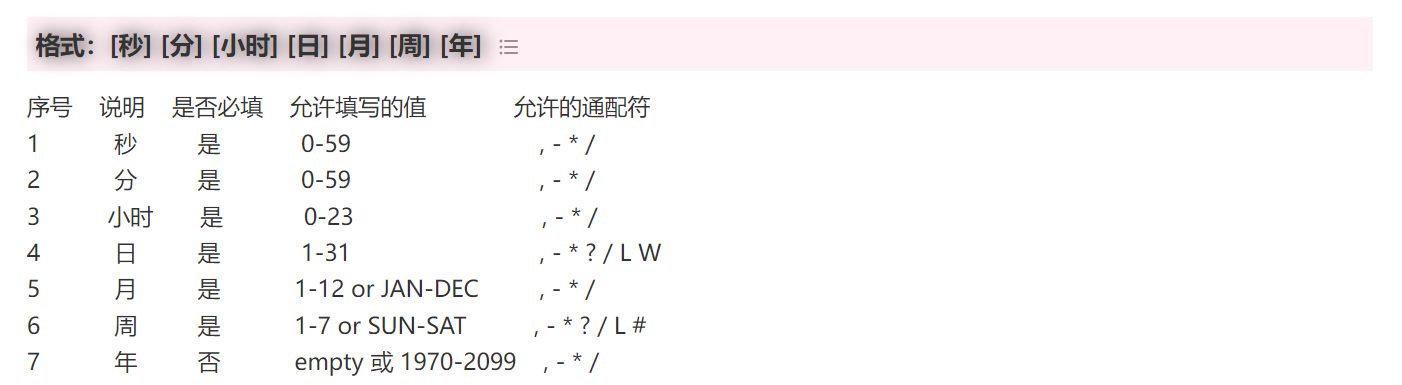 格式：[秒] [分] [小时] [日] [月] [周] [年]
序号 说明 是否必填 允许填写的值 允许的通配符
1 秒 是 0-59 , - * /
2 分 是 0-59 , - * /
3 小时 是 0-23 , - * /
4 日 是 1-31 , - * ? / L W
5 月 是 1-12 or JAN-DEC , - * /
6 周 是 1-7 or SUN-SAT , - * ? / L #
7 年 否 empty 或 1970-2099 , - * /